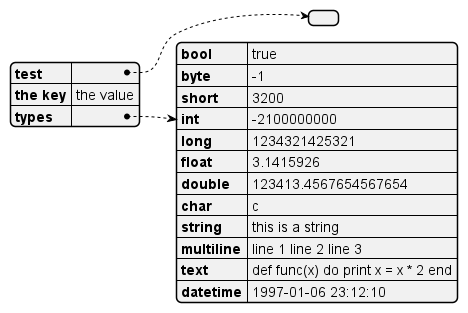 test
the key the value
types
bool true
byte -1
short 3200
int -2100000000
long 1234321425321
float 3.1415926
double 123413.4567654567654
char c
string this is a string
multiline line 1 line 2 line 3
text def func(x) do print x = x * 2 end
datetime 1997-01-06 23:12:10